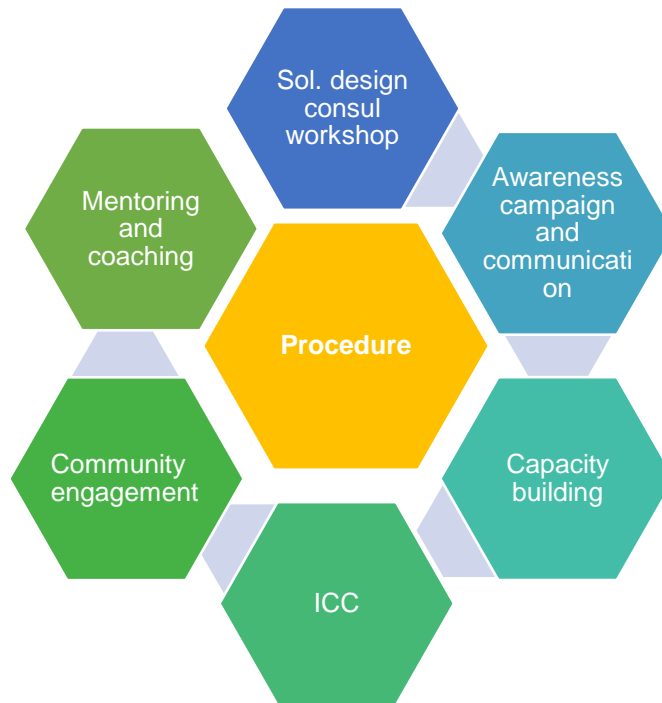 Sol. design
consul
workshop
Awareness
campaign
and
communicati
on
Mentoring
and
coaching
Procedure
Community
engagement
Capacity
building
ICC